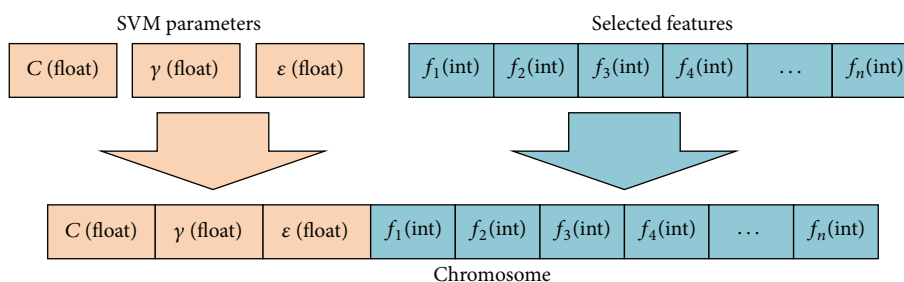 SVM parameters Selected features
C (float) γ (float) ε (float) f₁(int) f₂(int) f₃(int) f₄(int) ... fₙ(int)
C (float) γ (float) ε (float) f₁(int) f₂(int) f₃(int) f₄(int) ... fₙ(int)
Chromosome